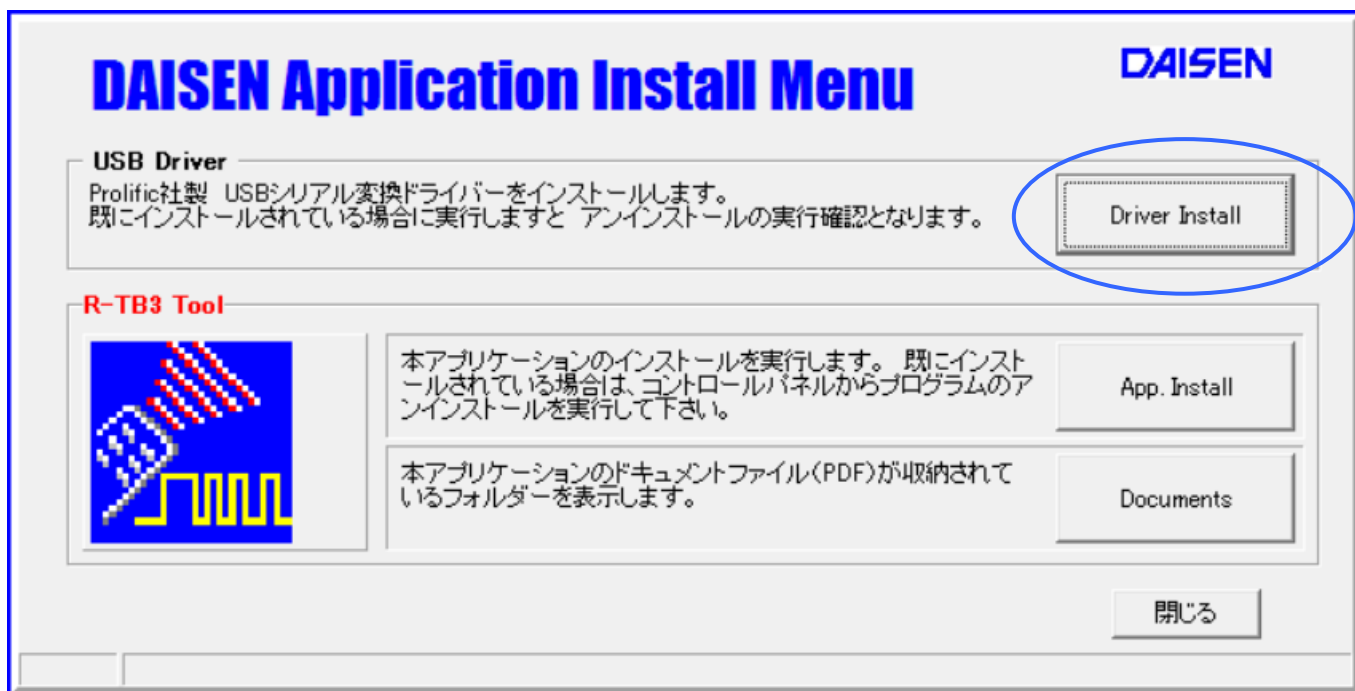 DAISEN Application Install Menu
DAISEN
USB Driver
Prolific社製 USBシリアル変換ドライバーをインストールします。
既にインストールされている場合に実行しますと アンインストールの実行確認となります。
Driver Install
R-TB3 Tool
本アプリケーションのインストールを実行します。 既にインスト
ールされている場合は、コントロールパネルからプログラムのア
ンインストールを実行して下さい。
App. Install
本アプリケーションのドキュメントファイル(PDF)が収納されて
いるフォルダーを表示します。
Documents
閉じる